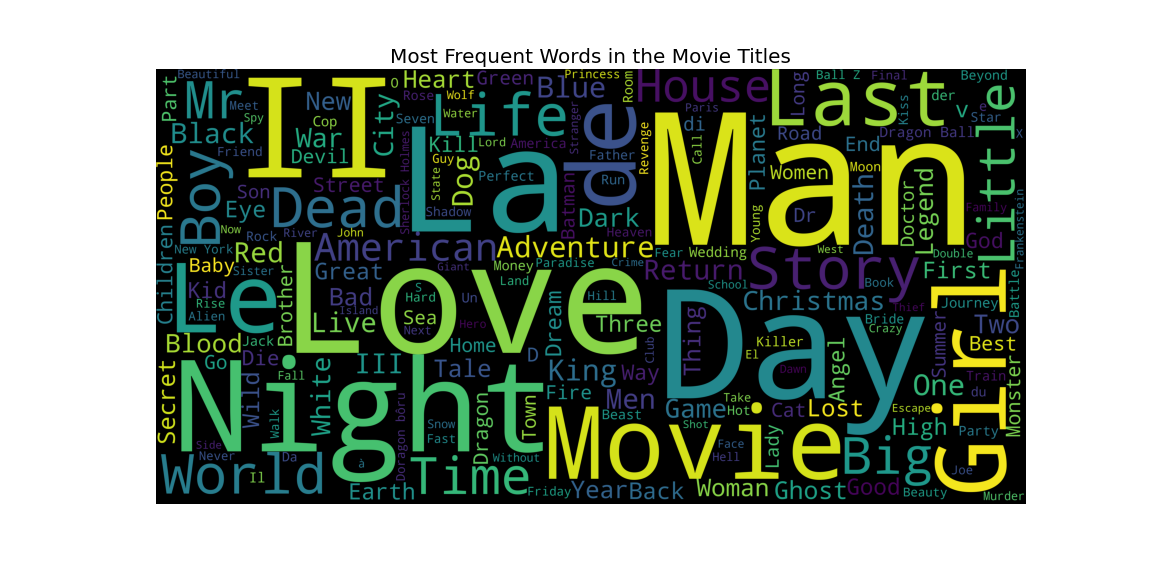 Most Frequent Words in the Movie Titles
Beautiful
II
O
Heart
Green
Princess
Room
House
Last
Long
Ball Z
Final
Beyond
Part
Mr
Meet
New
City
Rose
Wolf
Blue
Paris
Kiss
der
v
e
Star
x
Little
Spy
Cop
Seven
Water
Life
Stranger
de
di
Call
Planet
Road
End
Dragon Ball
Black
War
Kill
Lord
America
Father
Revenge
Man
Friend
Devil
Sherlock Holmes
La
Guy
State
Dog
Perfect
Run
Women
Moon
Death
Doctor
Legend
Family
People
Boy
Son
Street
Eye
Dead
Shadow
Batman
Dark
Young
Dr
God
Frankenstein
Now
Rock
River
John
Heaven
New York
Red
American
Adventure
Fear
Wedding
West
Double
Children
Baby
Sister
Great
Giant
Money
Paradise
Crime
Return
School
Story
Book
First
Battle
Le
Kid
Brother
Love
Land
Bad
Island
S
Hard
Un
Hill
Christmas
Thief
Journey
Girl
Rise
Alien
Live
Sea
Next
Hero
Dream
Three
Day
Bride
Crazy
Summer
Two
Blood
Jack
Home
Club
Thing
Killer
El
Angel
Best
Go
Die
III
Tale
D
King
Way
Dawn
Train
Secret
Night
Wild
Fall
White
Fire
Men
Take
One
du
Monster
Walk
Doragon bôru
Dragon
Town
Movie
Beast
Game
Hot
Cat
Lost
Escape
Side
Snow
Fast
Shot
Lady
High
Party
Never
Da
à
Without
Face
Hell
Big
World
Il
Time
Joe
Earth
Friday
Year
Back
Woman
Ghost
Good
Beauty
Murder